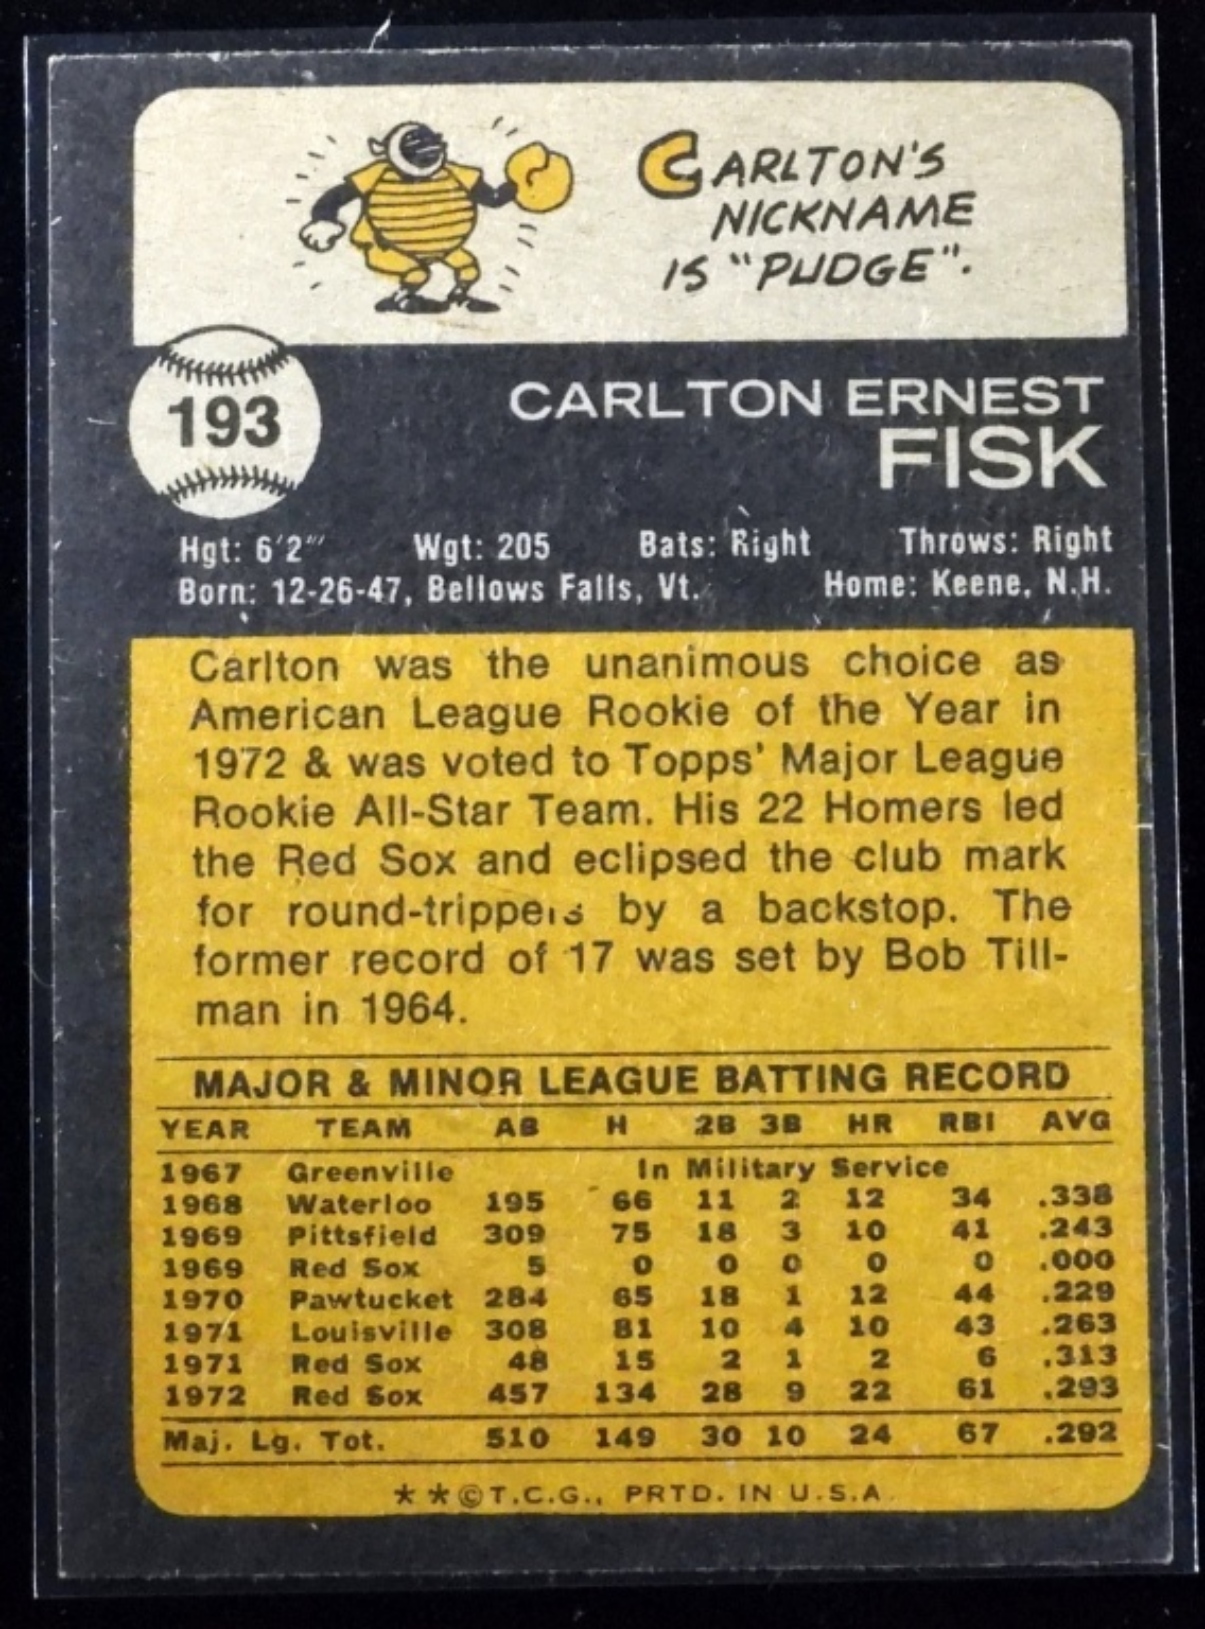 CARLTON'S
NICKNAME
IS "PUDGE".
193
CARLTON ERNEST
FISK
Hgt: 6'2"' Wgt: 205 Bats: Right Throws: Right
Born: 12-26-47, Bellows Falls, Vt. Home: Keene, N.H.
Carlton was the unanimous choice as
American League Rookie of the Year in
1972 & was voted to Topps' Major League
Rookie All-Star Team. His 22 Homers led
the Red Sox and eclipsed the club mark
for round-trippers by a backstop. The
former record of 17 was set by Bob Till-
man in 1964.
MAJOR & MINOR LEAGUE BATTING RECORD
YEAR TEAM AB H 2B 3B HR RBI AVG
1967 Greenville In Military Service
1968 Waterloo 195 66 11 2 12 34 .338
1969 Pittsfield 309 75 18 3 10 41 .243
1969 Red Sox 5 0 0 0 0 0 .000
1970 Pawtucket 284 65 18 1 12 44 .229
1971 Louisville 308 81 10 4 10 43 .263
1971 Red Sox 48 15 2 1 2 6 .313
1972 Red Sox 457 134 28 9 22 61 .293
Maj. Lg. Tot. 510 149 30 10 24 67 .292
**©T.C.G., PRTD. IN U.S.A.